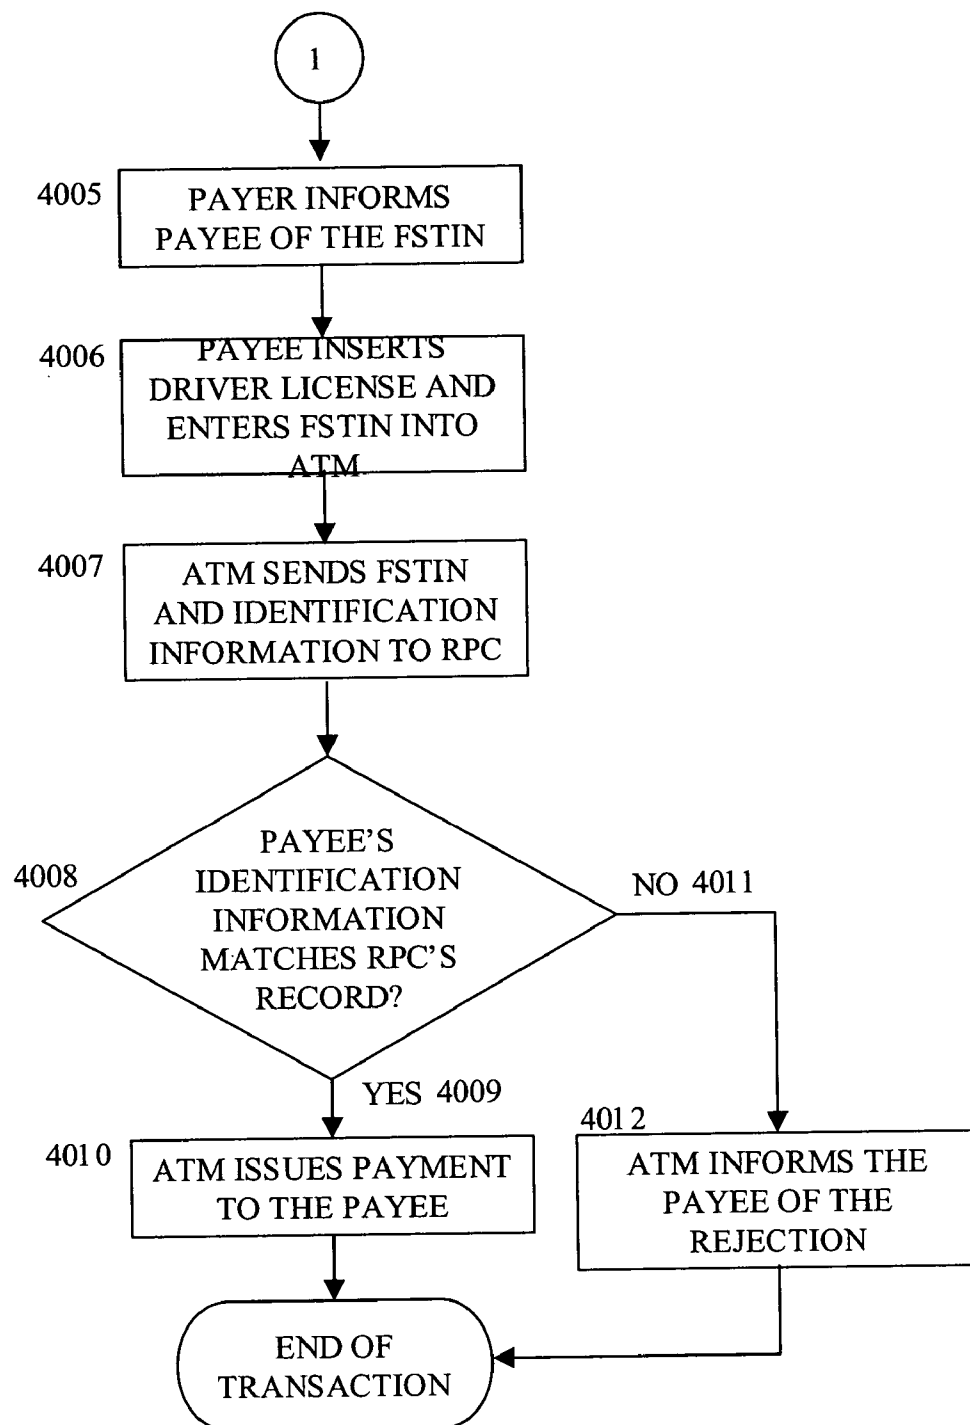 1
4005
PAYER INFORMS
PAYEE OF THE FSTIN
4006
PAYEE INSERTS
DRIVER LICENSE AND
ENTERS FSTIN INTO
ATM
4007
ATM SENDS FSTIN
AND IDENTIFICATION
INFORMATION TO RPC
4008
PAYEE'S
IDENTIFICATION
INFORMATION
MATCHES RPC'S
RECORD?
NO 4011
YES 4009
4010
ATM ISSUES PAYMENT
TO THE PAYEE
4012
ATM INFORMS THE
PAYEE OF THE
REJECTION
END OF
TRANSACTION